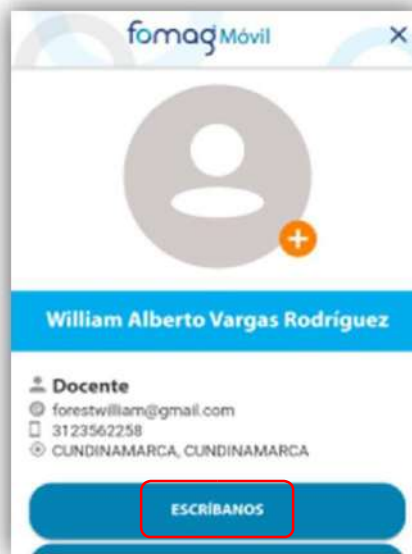 fomag Móvil
William Alberto Vargas Rodríguez
Docente
forestwilliam@gmail.com
3123562258
CUNDINAMARCA, CUNDINAMARCA
ESCRÍBANOS